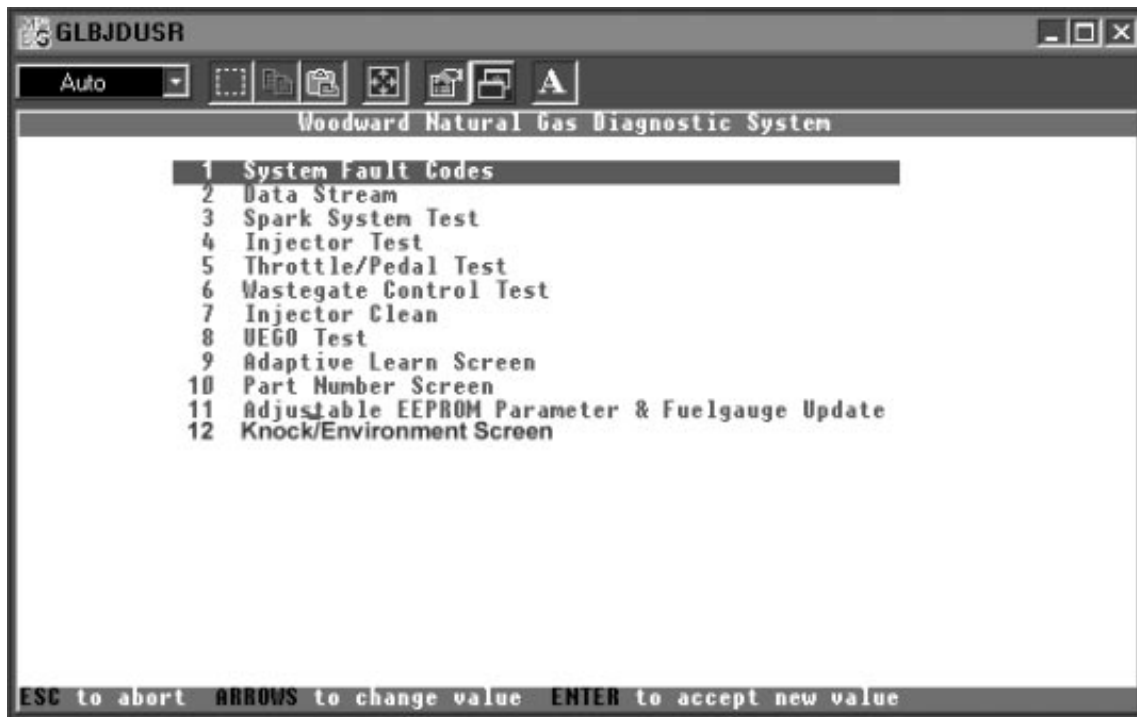 GLBJDUSR
Auto
A
Woodward Natural Gas Diagnostic System
1 System Fault Codes
2 Data Stream
3 Spark System Test
4 Injector Test
5 Throttle/Pedal Test
6 Wastegate Control Test
7 Injector Clean
8 UEGO Test
9 Adaptive Learn Screen
10 Part Number Screen
11 Adjustable EEPROM Parameter & Fuelgauge Update
12 Knock/Environment Screen
ESC to abort ARROWS to change value ENTER to accept new value